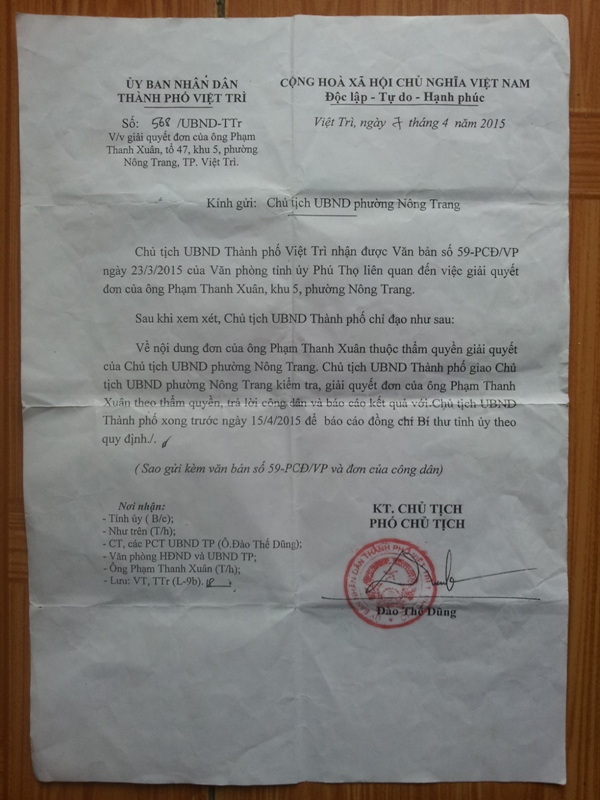 ỦY BAN NHÂN DÂN
THÀNH PHỐ VIỆT TRÌ
CỘNG HOÀ XÃ HỘI CHỦ NGHĨA VIỆT NAM
Độc lập - Tự do - Hạnh phúc
Số: 568 /UBND-TTr
V/v giải quyết đơn của ông Phạm
Thanh Xuân, tổ 47, khu 5, phường
Nông Trang, TP. Việt Trì.
Việt Trì, ngày 7 tháng 4 năm 2015
Kính gửi: Chủ tịch UBND phường Nông Trang
Chủ tịch UBND Thành phố Việt Trì nhận được Văn bản số 59-PCĐ/VP
ngày 23/3/2015 của Văn phòng tỉnh ủy Phú Thọ liên quan đến việc giải quyết
đơn của ông Phạm Thanh Xuân, khu 5, phường Nông Trang.
Sau khi xem xét, Chủ tịch UBND Thành phố chỉ đạo như sau:
Về nội dung đơn của ông Phạm Thanh Xuân thuộc thẩm quyền giải quyết
của Chủ tịch UBND phường Nông Trang. Chủ tịch UBND Thành phố giao Chủ
tịch UBND phường Nông Trang kiểm tra, giải quyết đơn của ông Phạm Thanh
Xuân theo thẩm quyền, trả lời công dân và báo cáo kết quả với Chủ tịch UBND
Thành phố xong trước ngày 15/4/2015 để báo cáo đồng chí Bí thư tỉnh ủy theo
quy định./.
( Sao gửi kèm văn bản số 59-PCĐ/VP và đơn của công dân)
Nơi nhận:
- Tỉnh ủy ( B/c);
- Như trên (T/h);
- CT, các PCT UBND TP (Ô.Đào Thế Dũng);
- Văn phòng HĐND và UBND TP;
- Ông Phạm Thanh Xuân (T/h);
- Lưu: VT, TTr (L-9b).
KT. CHỦ TỊCH
PHÓ CHỦ TỊCH
Đào Thế Dũng